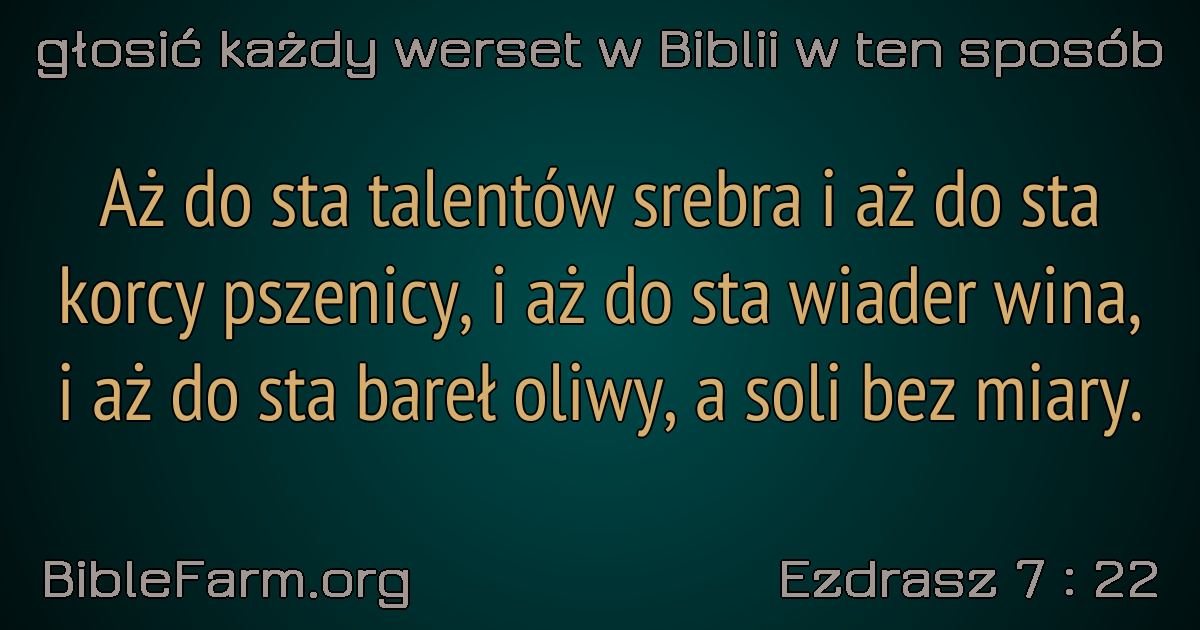 głosić każdy werset w Biblii w ten sposób
Aż do sta talentów srebra i aż do sta
korcy pszenicy, i aż do sta wiader wina,
i aż do sta bareł oliwy, a soli bez miary.
BibleFarm.org
Ezdrasz 7 : 22